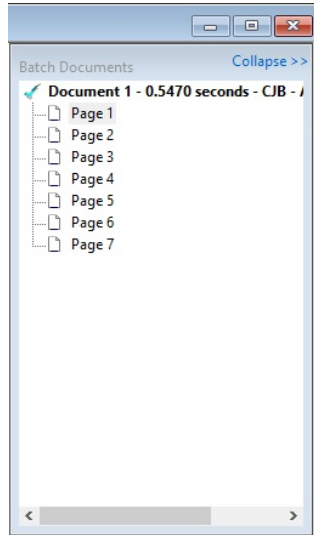 Batch Documents Collapse >>
Document 1 - 0.5470 seconds - CJB -
Page 1
Page 2
Page 3
Page 4
Page 5
Page 6
Page 7